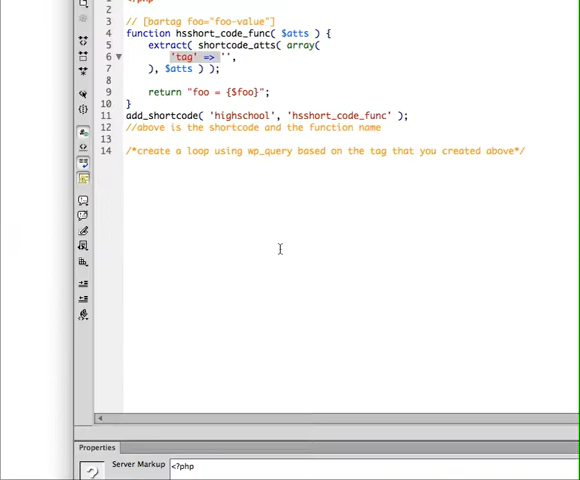 1 <?php
2
3 // [bartag foo="foo-value"]
4 function hsshort_code_func( $atts ) {
5 extract( shortcode_atts( array(
6 'tag' => '',
7 ), $atts ) );
8
9 return "foo = {$foo}";
10 }
11 add_shortcode( 'highschool', 'hsshort_code_func' );
12 //above is the shortcode and the function name
13
14 /*create a loop using wp_query based on the tag that you created above*/
Properties
Server Markup <?php